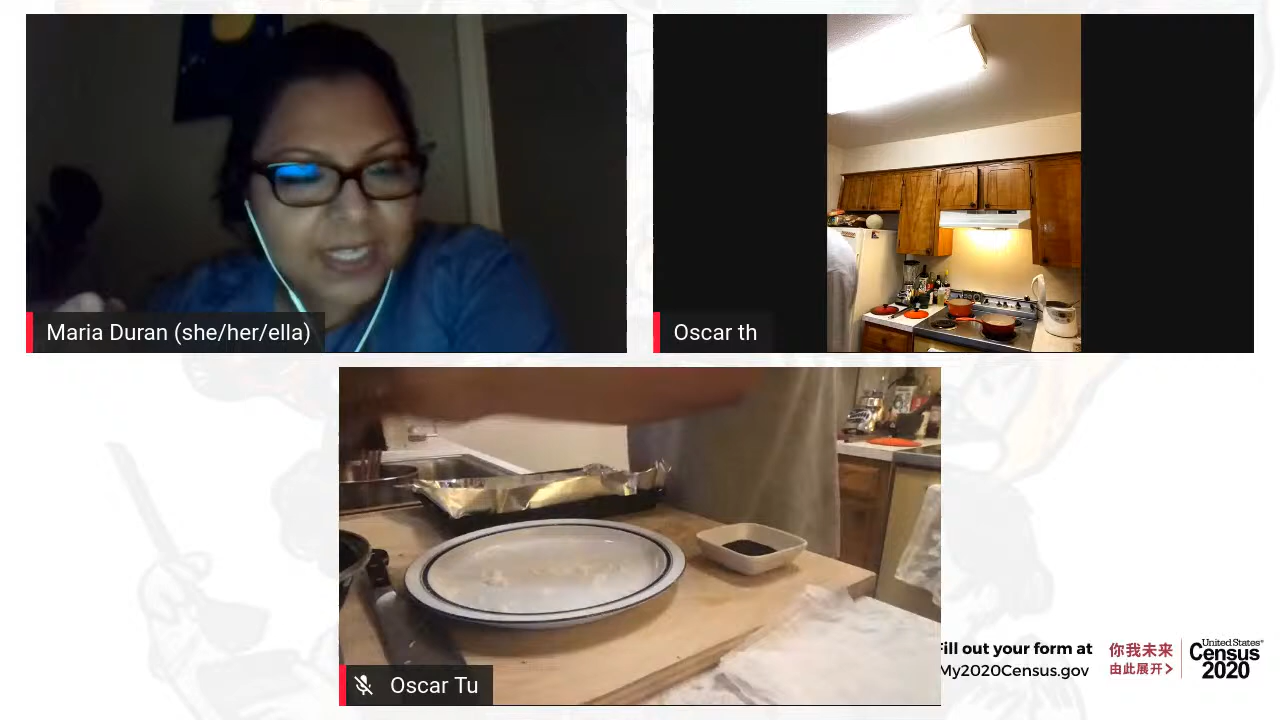 Maria Duran (she/her/ella)
Oscar th
Oscar Tu
Fill out your form at
My2020Census.gov
你我未来
由此展开
United States®
Census
2020